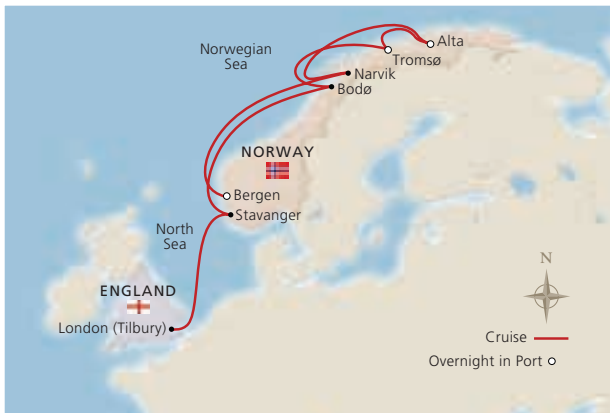 Norwegian
Sea
Alta
Tromsø
Narvik
Bodø
NORWAY
Bergen
Stavanger
North
Sea
ENGLAND
London (Tilbury)
N
Cruise
Overnight in Port